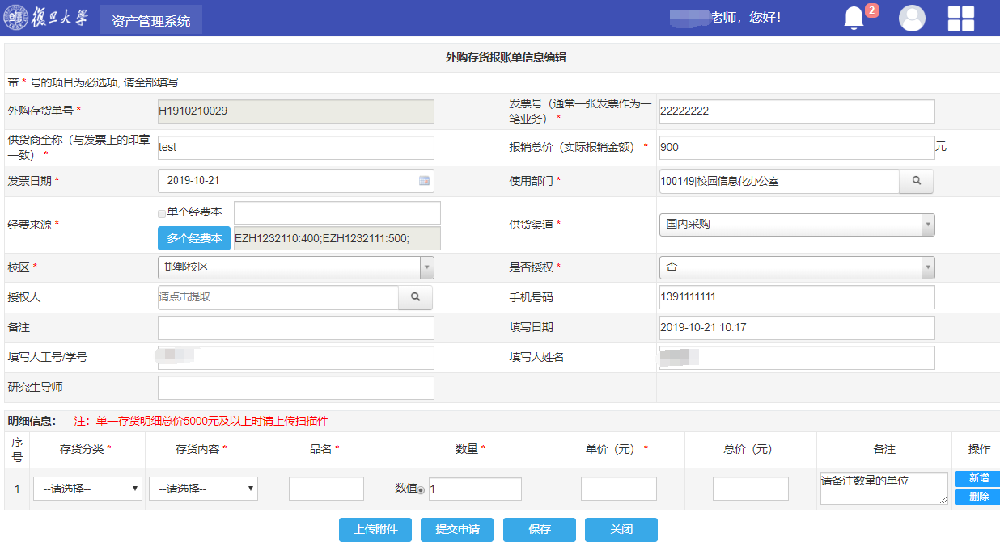 復旦大學 资产管理系统 老师，您好！ 2
外购存货报账单信息编辑
带 * 号的项目为必选项, 请全部填写
外购存货单号 * H1910210029
发票号（通常一张发票作为一
笔业务） * 22222222
供货商全称（与发票上的印章
一致） * test
报销总价（实际报销金额） * 900 元
发票日期 * 2019-10-21
使用部门 * 100149|校园信息化办公室
经费来源 * 单个经费本
多个经费本 EZH1232110:400;EZH1232111:500;
供货渠道 * 国内采购
校区 * 邯郸校区
是否授权 * 否
授权人 请点击提取
手机号码 1391111111
备注
填写日期 2019-10-21 10:17
填写人工号/学号
填写人姓名
研究生导师
明细信息： 注：单一存货明细总价5000元及以上时请上传扫描件
序
号 存货分类 * 存货内容 * 品名 * 数量 * 单价（元） * 总价（元） 备注 操作
1 --请选择-- --请选择-- 数值 1 请备注数量的单位 新增
删除
上传附件 提交申请 保存 关闭